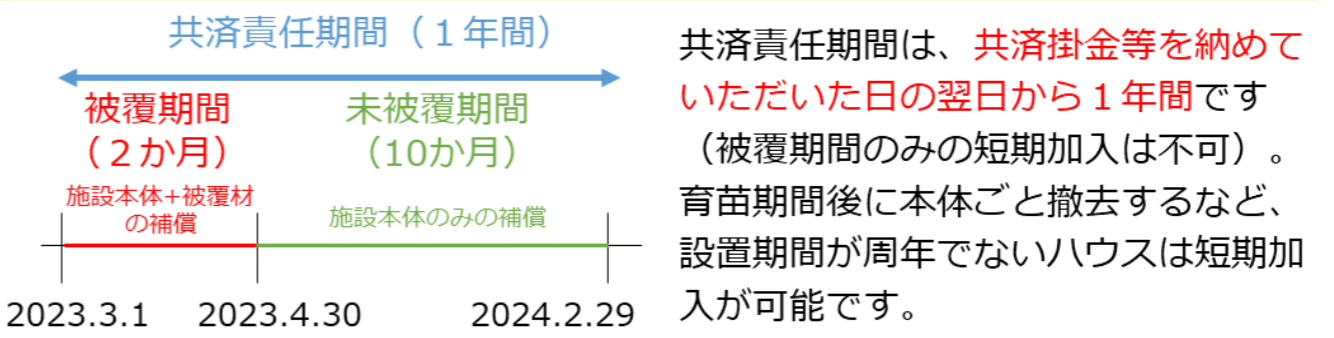 共済責任期間（１年間）
被覆期間
（２か月）
未被覆期間
（10か月）
施設本体+被覆材
の補償
施設本体のみの補償
2023.3.1
2023.4.30
2024.2.29
共済責任期間は、共済掛金等を納めて
いただいた日の翌日から１年間です
（被覆期間のみの短期加入は不可）。
育苗期間後に本体ごと撤去するなど、
設置期間が周年でないハウスは短期加
入が可能です。